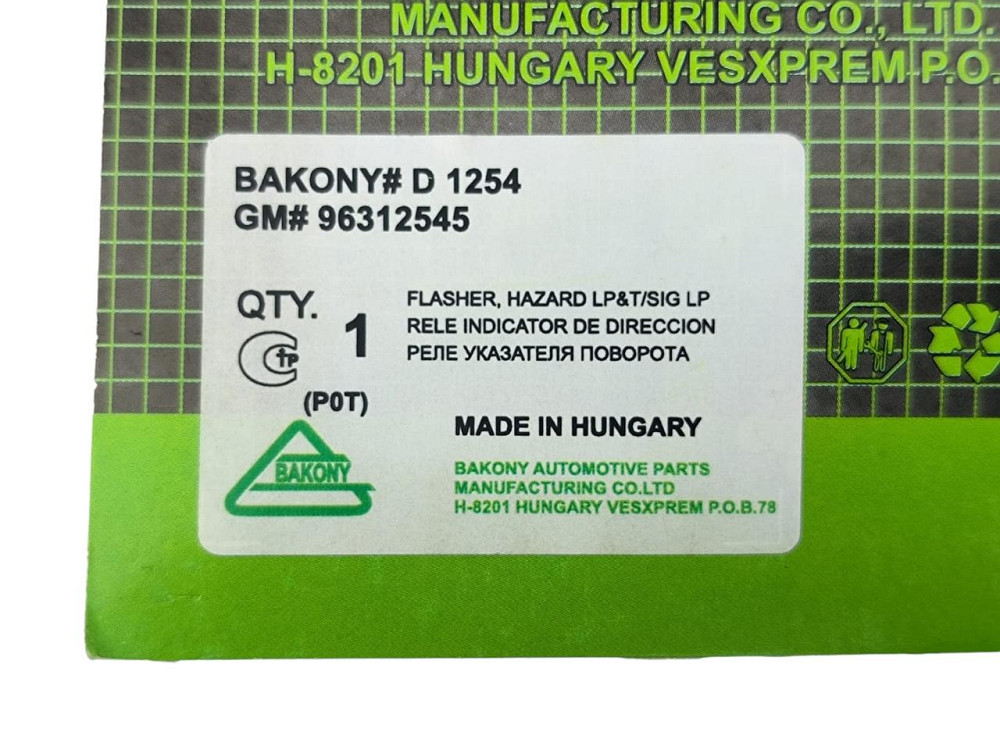 MANUFACTURING CO., LTD.
H-8201 HUNGARY VESXPREM P.O.
BAKONY# D 1254
GM# 96312545
QTY. 1
FLASHER, HAZARD LP&T/SIG LP
RELE INDICATOR DE DIRECCION
РЕЛЕ УКАЗАТЕЛЯ ПОВОРОТА
(P0T)
MADE IN HUNGARY
BAKONY
BAKONY AUTOMOTIVE PARTS
MANUFACTURING CO.LTD
H-8201 HUNGARY VESXPREM P.O.B.78